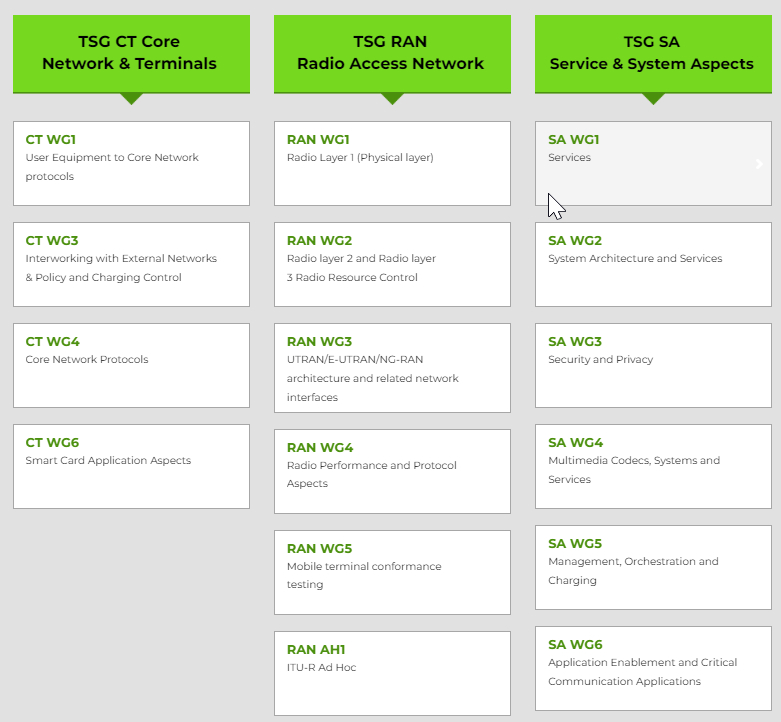 TSG CT Core
Network & Terminals
CT WG1
User Equipment to Core Network
protocols
CT WG3
Interworking with External Networks
& Policy and Charging Control
CT WG4
Core Network Protocols
CT WG6
Smart Card Application Aspects
TSG RAN
Radio Access Network
RAN WG1
Radio Layer 1 (Physical layer)
RAN WG2
Radio layer 2 and Radio layer
3 Radio Resource Control
RAN WG3
UTRAN/E-UTRAN/NG-RAN
architecture and related network
interfaces
RAN WG4
Radio Performance and Protocol
Aspects
RAN WG5
Mobile terminal conformance
testing
RAN AH1
ITU-R Ad Hoc
TSG SA
Service & System Aspects
SA WG1
Services
SA WG2
System Architecture and Services
SA WG3
Security and Privacy
SA WG4
Multimedia Codecs, Systems and
Services
SA WG5
Management, Orchestration and
Charging
SA WG6
Application Enablement and Critical
Communication Applications